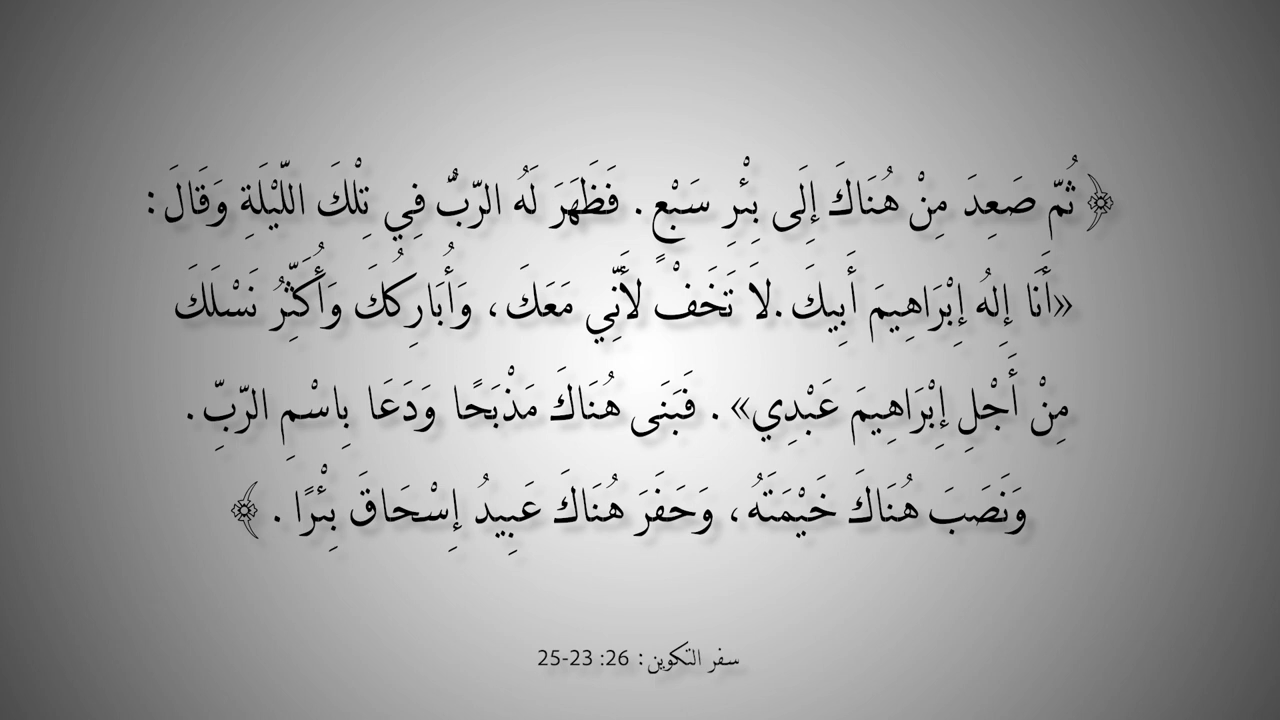 ﴿ثُمَّ صَعِدَ مِنْ هُنَاكَ إِلَى بِئْرِ سَبْعٍ. فَظَهَرَ لَهُ الرَّبُّ فِي تِلْكَ اللَّيْلَةِ وَقَالَ:
«أَنَا إِلهُ إِبْرَاهِيمَ أَبِيكَ. لاَ تَخَفْ لأَنِّي مَعَكَ، وَأُبَارِكُكَ وَأُكَثِّرُ نَسْلَكَ
مِنْ أَجْلِ إِبْرَاهِيمَ عَبْدِي». فَبَنَى هُنَاكَ مَذْبَحًا وَدَعَا بِاسْمِ الرَّبِّ.
وَنَصَبَ هُنَاكَ خَيْمَتَهُ، وَحَفَرَ هُنَاكَ عَبِيدُ إِسْحَاقَ بِئْرًا.﴾
سفر التكوين: 26: 23-25